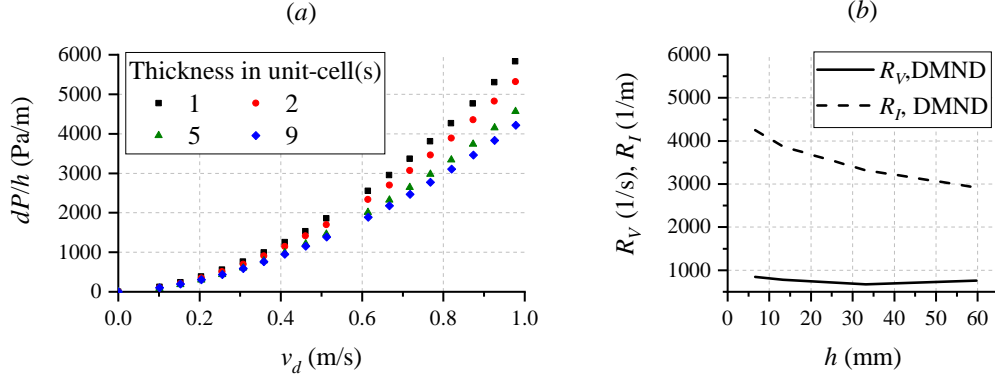 (a)
6000
5000
4000
3000
2000
1000
0
dP/h (Pa/m)
Thickness in unit-cell(s)
1 2
5 9
0.0 0.2 0.4 0.6 0.8 1.0
v_d (m/s)
(b)
6000
5000
4000
3000
2000
1000
R_V (1/s), R_I (1/m)
R_V,DMND
R_I, DMND
0 10 20 30 40 50 60
h (mm)